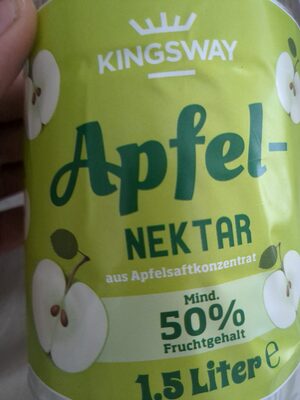 KINGSWAY
Apfel-
NEKTAR
aus Apfelsaftkonzentrat
Mind.
50%
Fruchtgehalt
1.5 Liter e